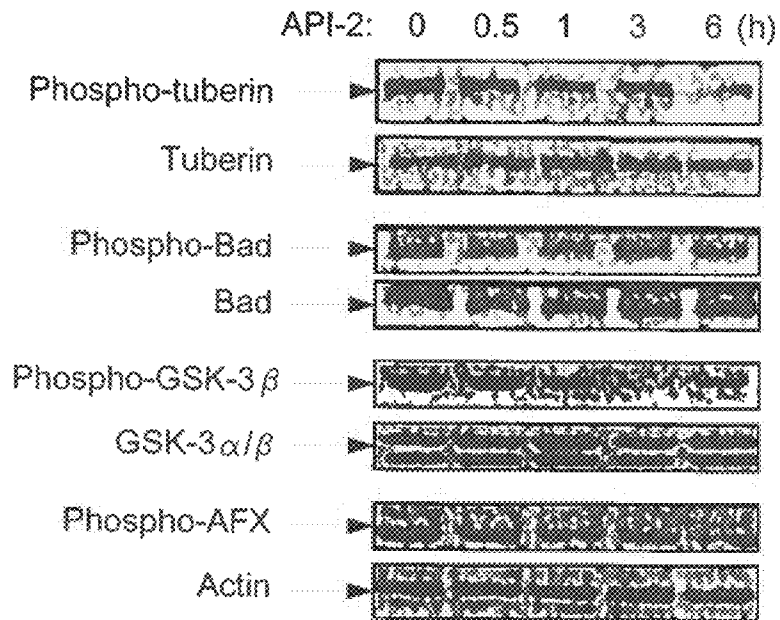 API-2: 0 0.5 1 3 6 (h)
Phospho-tuberin
Tuberin
Phospho-Bad
Bad
Phospho-GSK-3β
GSK-3α/β
Phospho-AFX
Actin